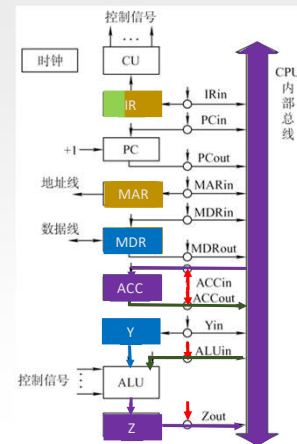 控制信号
...
时钟
CU
CPU
内
部
总
线
IR
IRin
PCin
+1
PC
PCout
地址线
MAR
MARin
MDRin
数据线
MDR
MDRout
ACC
ACCin
ACCout
Y
Yin
ALUin
控制信号
ALU
Z
Zout